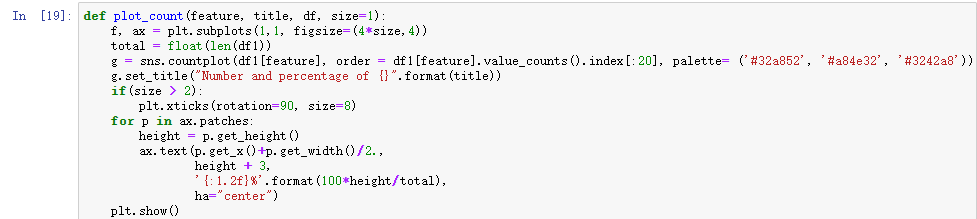 In [19]: def plot_count(feature, title, df, size=1):
    f, ax = plt.subplots(1,1, figsize=(4*size,4))
    total = float(len(df1))
    g = sns.countplot(df1[feature], order = df1[feature].value_counts().index[:20], palette= ('#32a852', '#a84e32', '#3242a8'))
    g.set_title("Number and percentage of {}".format(title))
    if(size > 2):
        plt.xticks(rotation=90, size=8)
    for p in ax.patches:
        height = p.get_height()
        ax.text(p.get_x()+p.get_width()/2.,
                height + 3,
                '{:1.2f}%'.format(100*height/total),
                ha="center")
    plt.show()